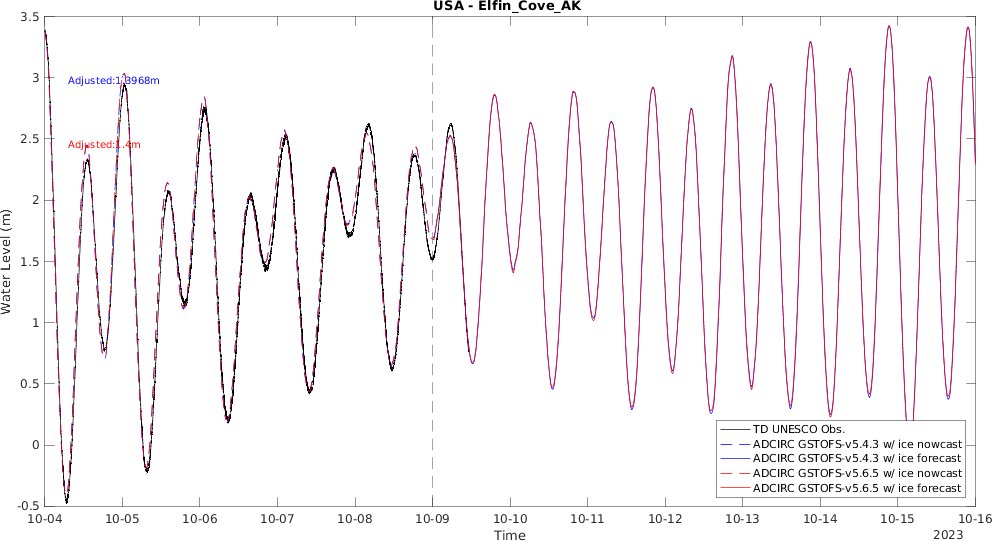 USA - Elfin_Cove_AK
3.5
3
2.5
2
1.5
1
0.5
0
-0.5
Water Level (m)
Adjusted:1.3968m
Adjusted:1.4m
TD UNESCO Obs.
ADCIRC GSTOFS-v5.4.3 w/ ice nowcast
ADCIRC GSTOFS-v5.4.3 w/ ice forecast
ADCIRC GSTOFS-v5.6.5 w/ ice nowcast
ADCIRC GSTOFS-v5.6.5 w/ ice forecast
10-04 10-05 10-06 10-07 10-08 10-09 10-10 10-11 10-12 10-13 10-14 10-15 10-16
Time
2023